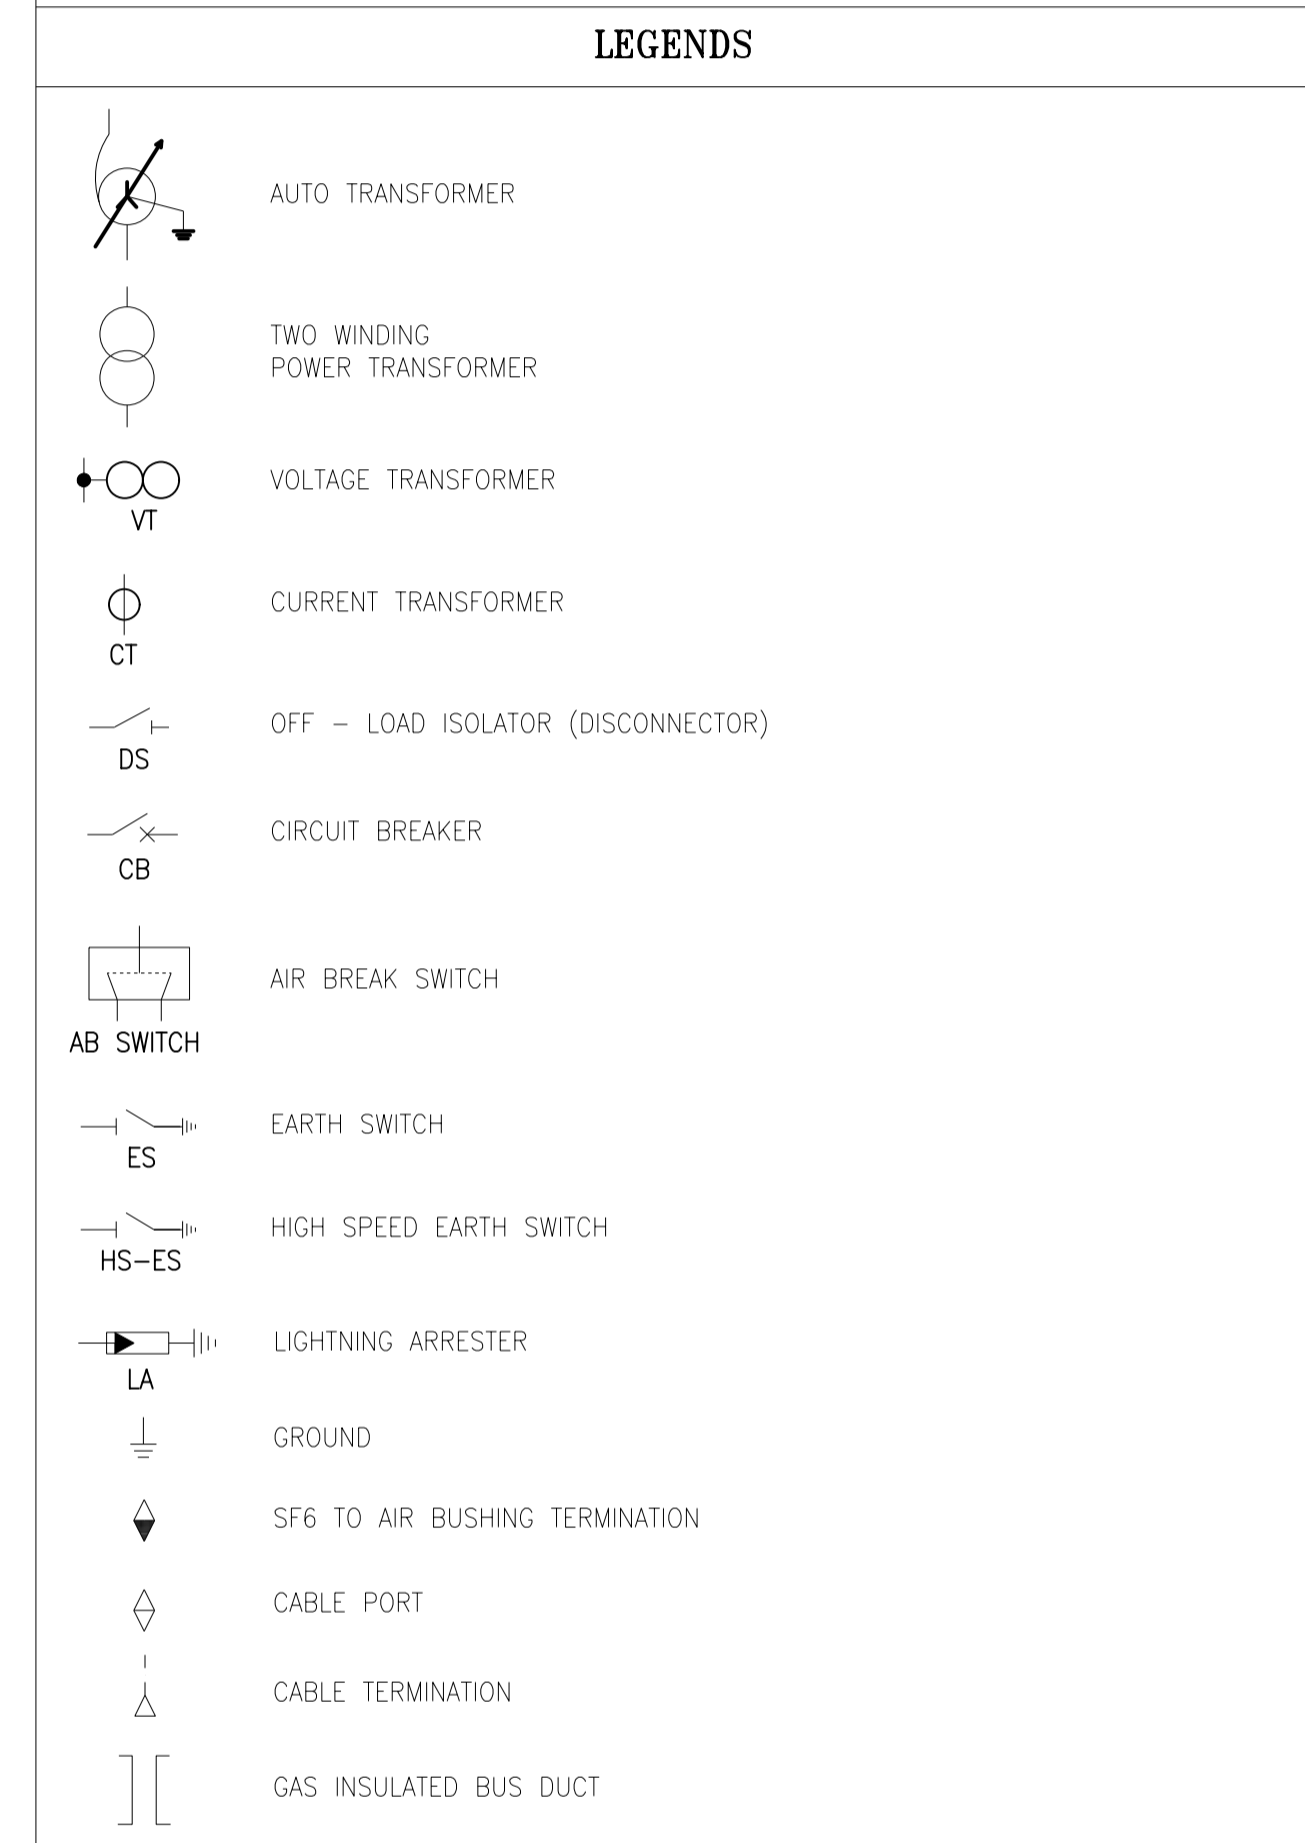 LEGENDS
AUTO TRANSFORMER
TWO WINDING
POWER TRANSFORMER
VOLTAGE TRANSFORMER
VT
CURRENT TRANSFORMER
CT
OFF - LOAD ISOLATOR (DISCONNECTOR)
DS
CIRCUIT BREAKER
CB
AIR BREAK SWITCH
AB SWITCH
EARTH SWITCH
ES
HIGH SPEED EARTH SWITCH
HS-ES
LIGHTNING ARRESTER
LA
GROUND
SF6 TO AIR BUSHING TERMINATION
CABLE PORT
CABLE TERMINATION
GAS INSULATED BUS DUCT